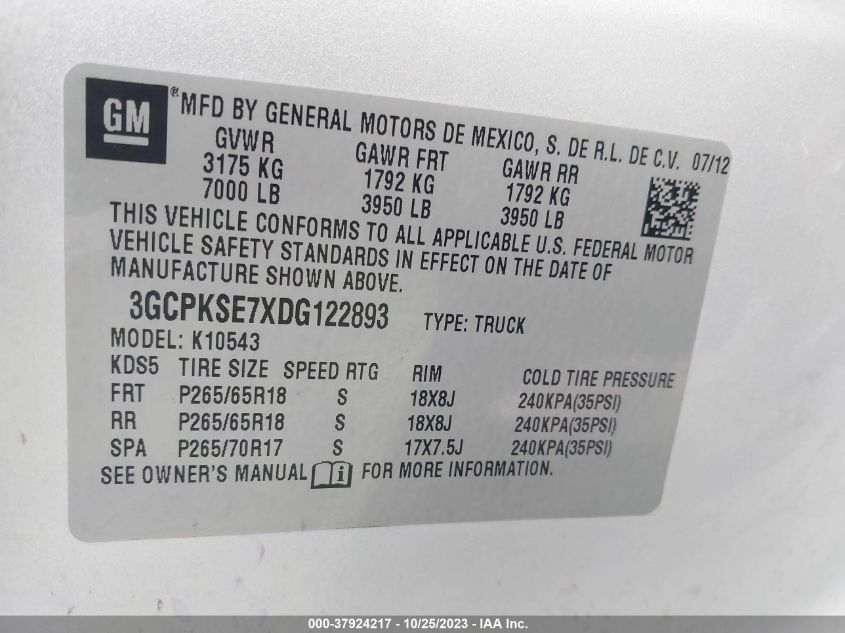 GM ® MFD BY GENERAL MOTORS DE MEXICO, S. DE R.L. DE C.V. 07/12
GVWR GAWR FRT GAWR RR
3175 KG 1792 KG 1792 KG
7000 LB 3950 LB 3950 LB
THIS VEHICLE CONFORMS TO ALL APPLICABLE U.S. FEDERAL MOTOR
VEHICLE SAFETY STANDARDS IN EFFECT ON THE DATE OF
MANUFACTURE SHOWN ABOVE.
3GCPKSE7XDG122893 TYPE: TRUCK
MODEL: K10543
KDS5 TIRE SIZE SPEED RTG RIM COLD TIRE PRESSURE
FRT P265/65R18 S 18X8J 240KPA(35PSI)
RR P265/65R18 S 18X8J 240KPA(35PSI)
SPA P265/70R17 S 17X7.5J 240KPA(35PSI)
SEE OWNER'S MANUAL i FOR MORE INFORMATION.
000-37924217 - 10/25/2023 - IAA Inc.